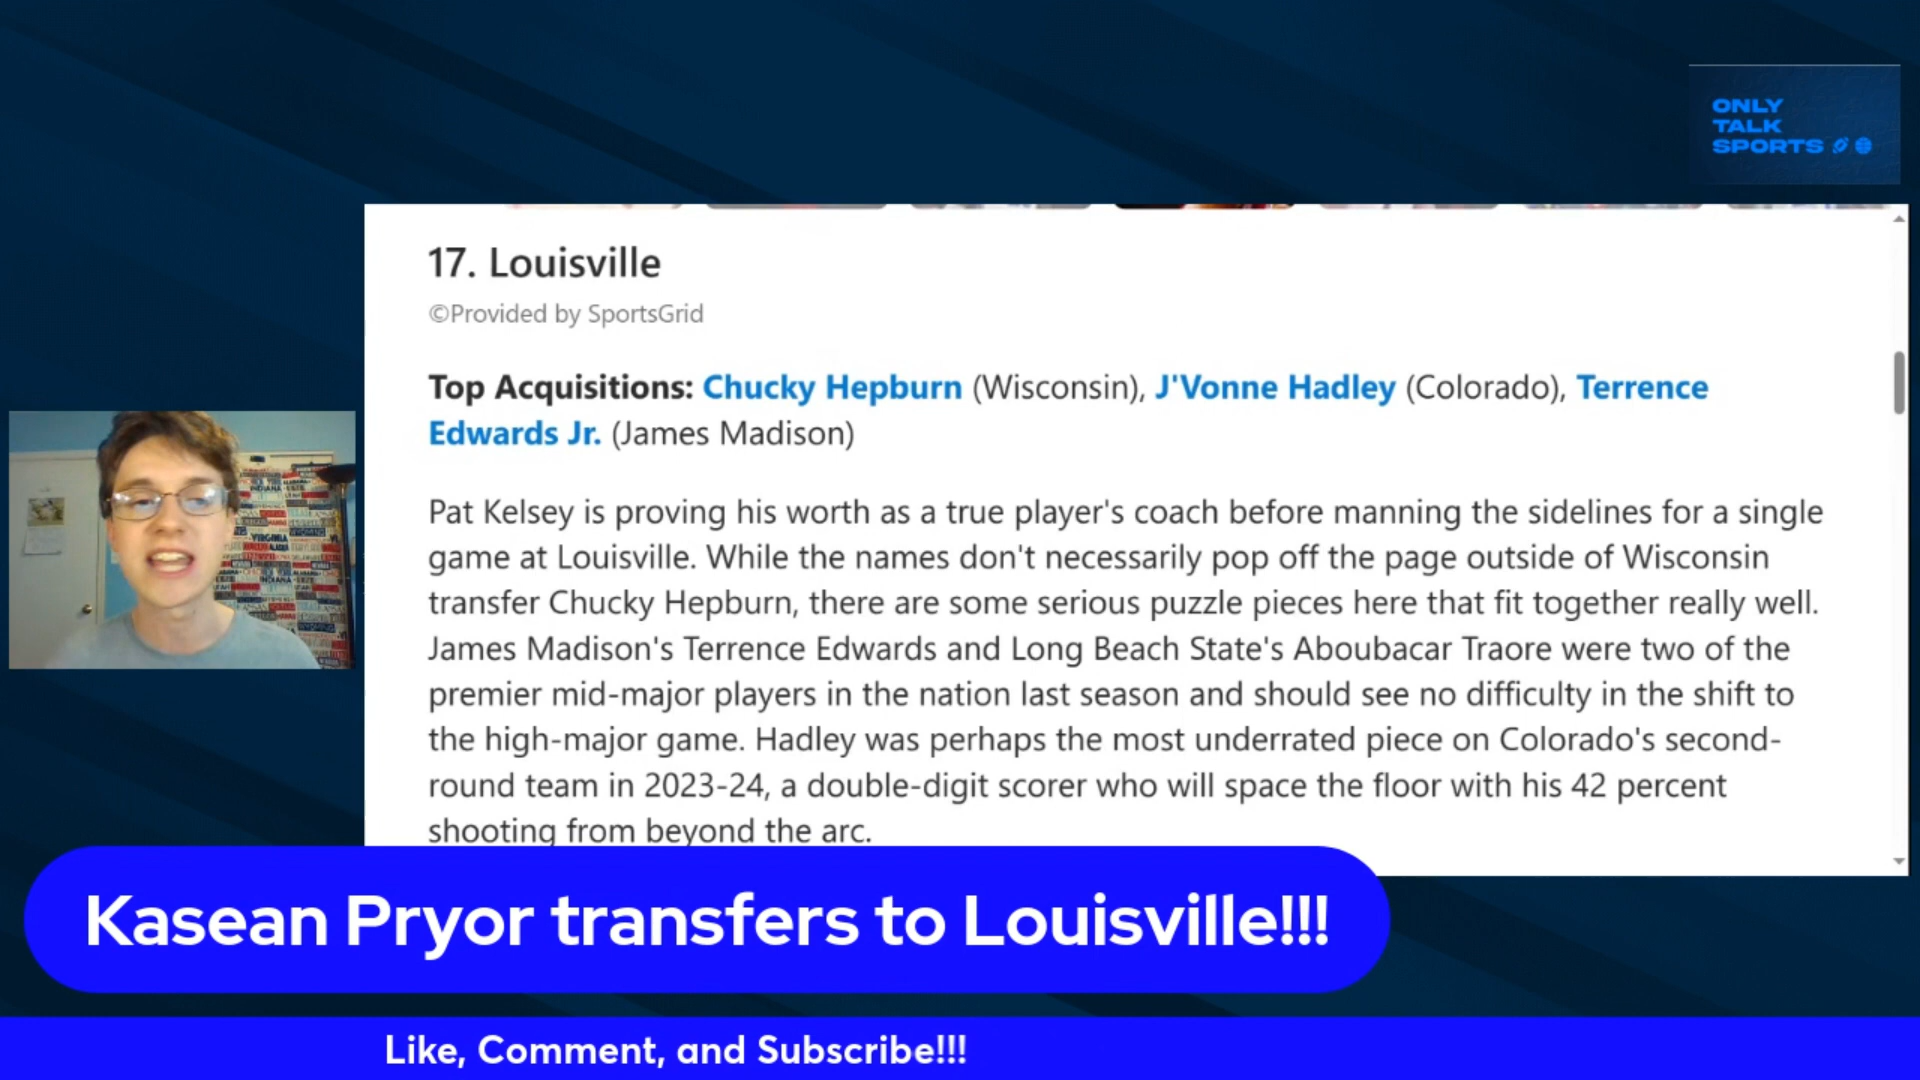 ONLY
TALK
SPORTS
17. Louisville
©Provided by SportsGrid
Top Acquisitions: Chucky Hepburn (Wisconsin), J'Vonne Hadley (Colorado), Terrence
Edwards Jr. (James Madison)
Pat Kelsey is proving his worth as a true player's coach before manning the sidelines for a single
game at Louisville. While the names don't necessarily pop off the page outside of Wisconsin
transfer Chucky Hepburn, there are some serious puzzle pieces here that fit together really well.
James Madison's Terrence Edwards and Long Beach State's Aboubacar Traore were two of the
premier mid-major players in the nation last season and should see no difficulty in the shift to
the high-major game. Hadley was perhaps the most underrated piece on Colorado's second-
round team in 2023-24, a double-digit scorer who will space the floor with his 42 percent
shooting from beyond the arc.
VIRGINIA
INDIANA
Kasean Pryor transfers to Louisville!!!
Like, Comment, and Subscribe!!!